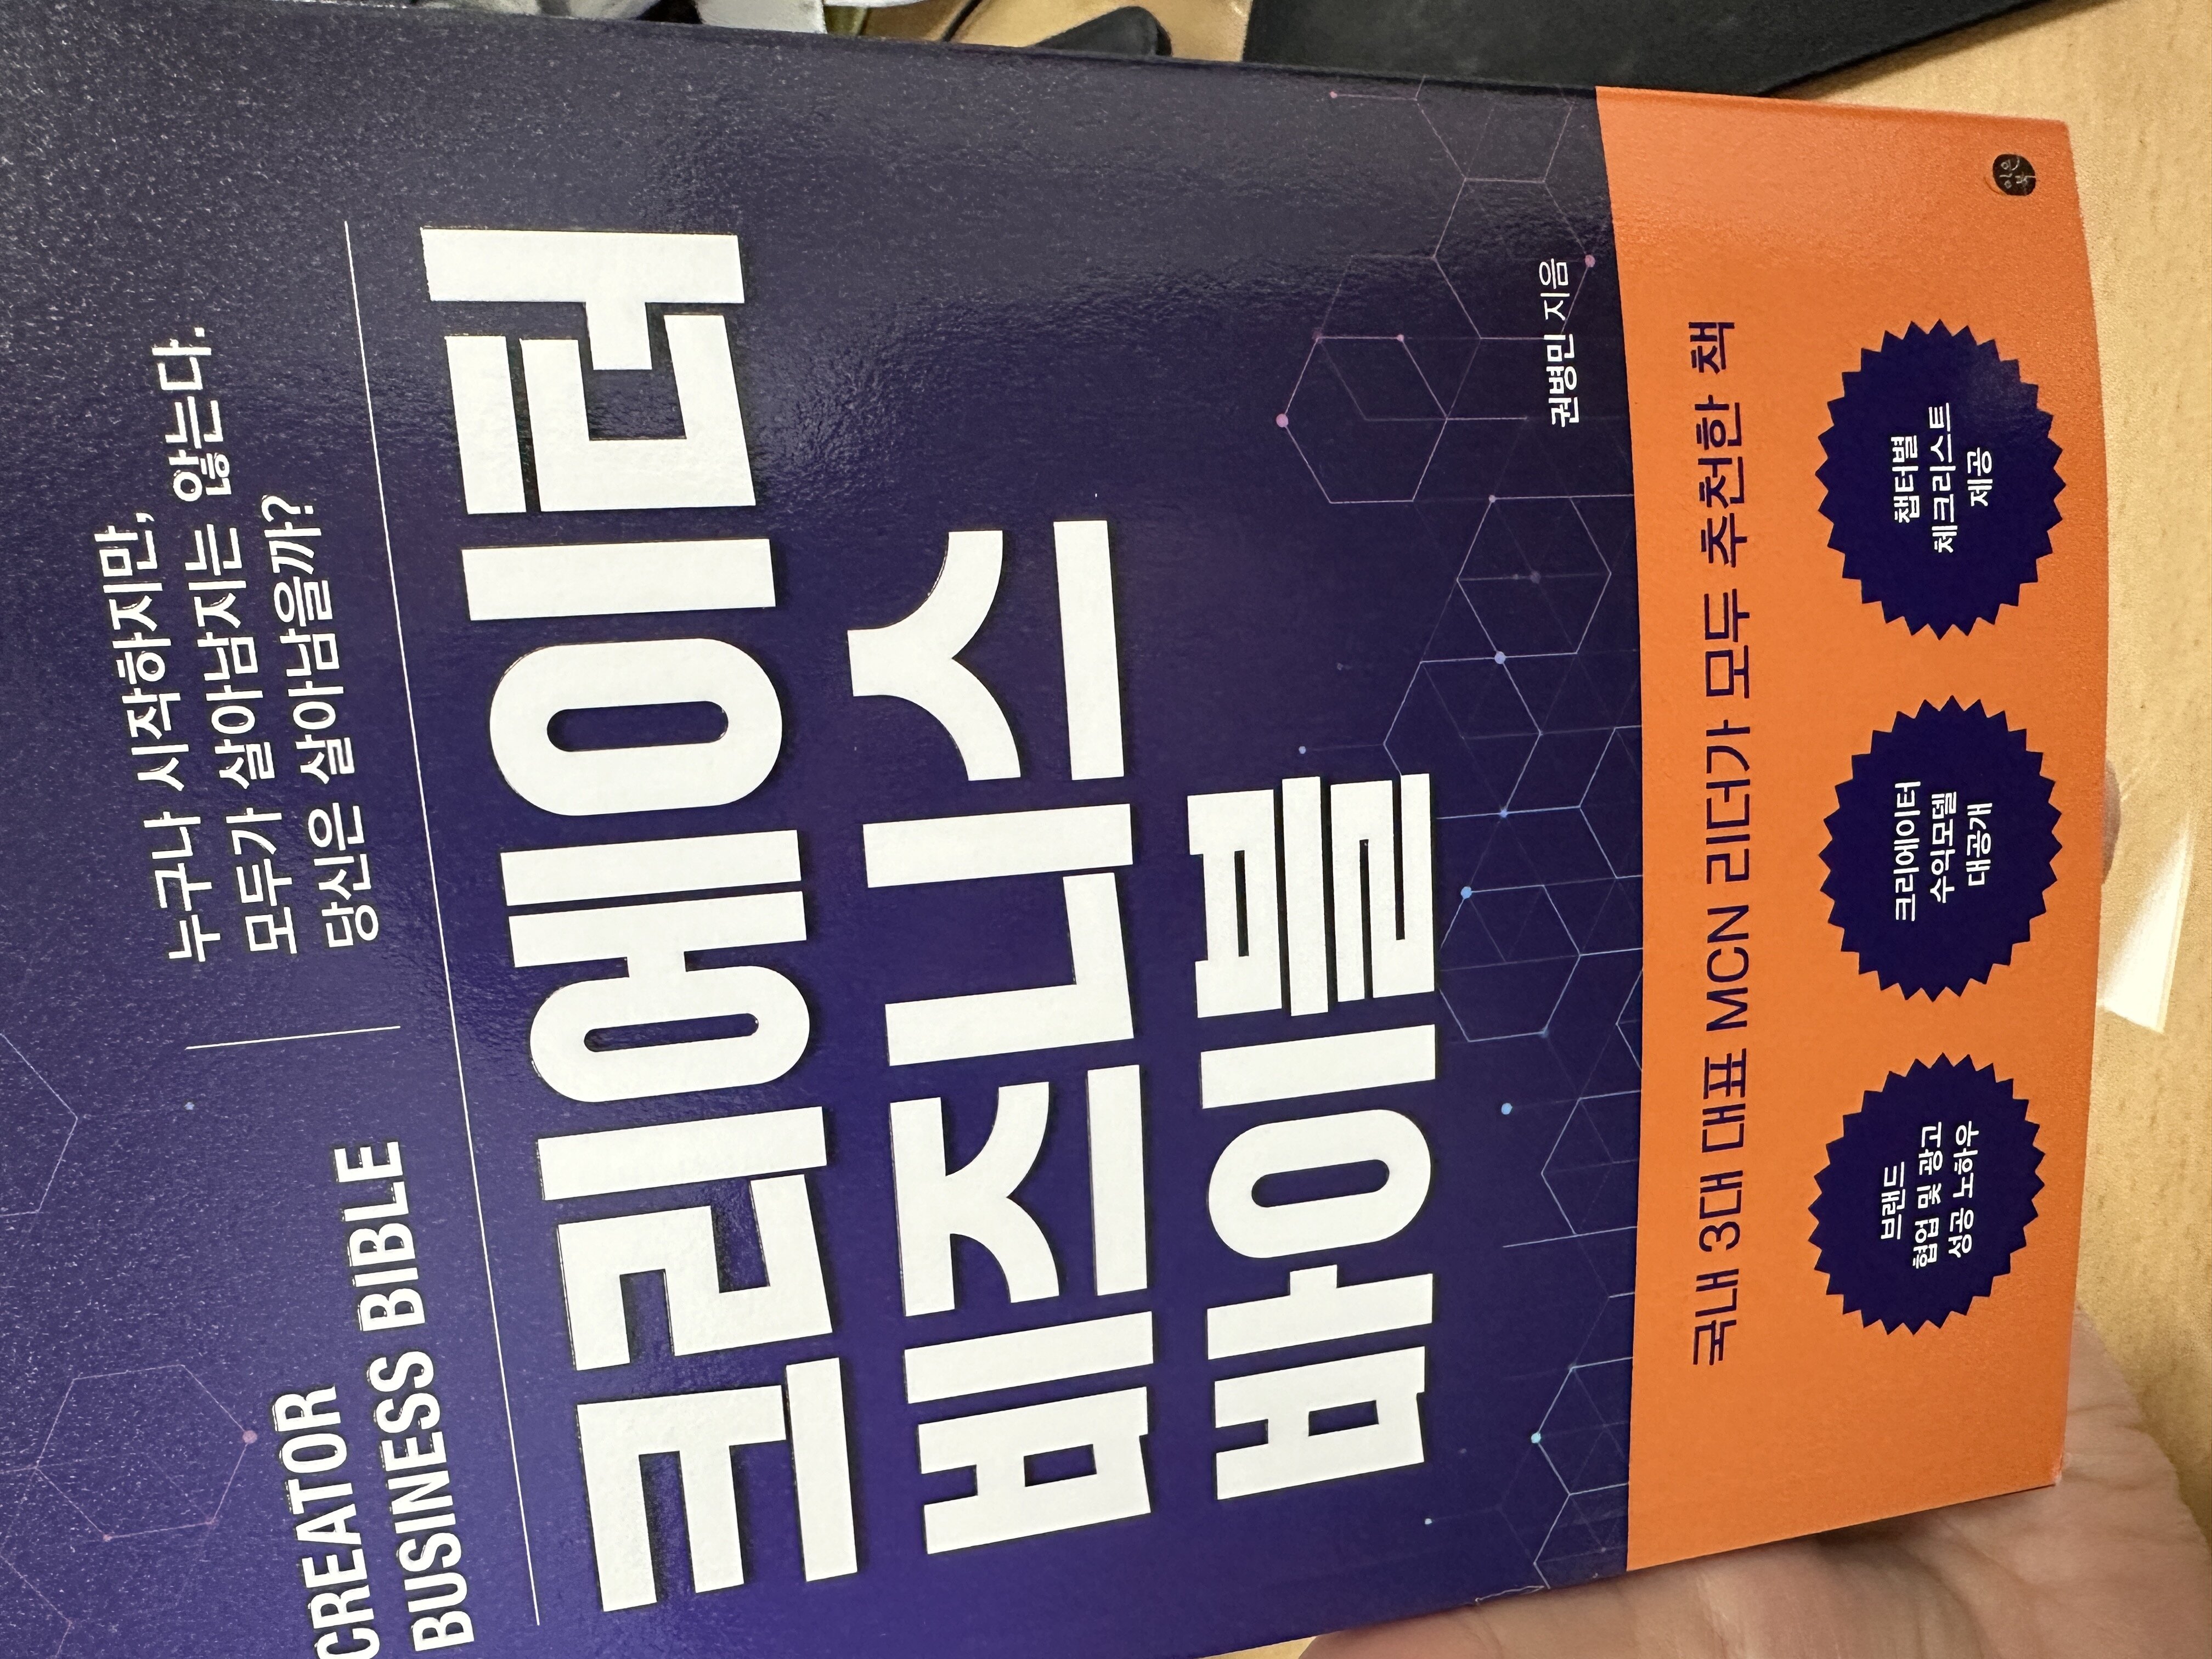 CREATOR
BUSINESS BIBLE
누구나 시작하지만,
모두가 살아남지는 않는다.
당신은 살아남을까?
크리에이터
비즈니스
바이블
권병민 지음
국내 3대 대표 MCN 리더가 모두 추천한 책
브랜드
협업 및 광고
성공 노하우
크리에이터
수익모델
대공개
챕터별
체크리스트
제공
이은
북